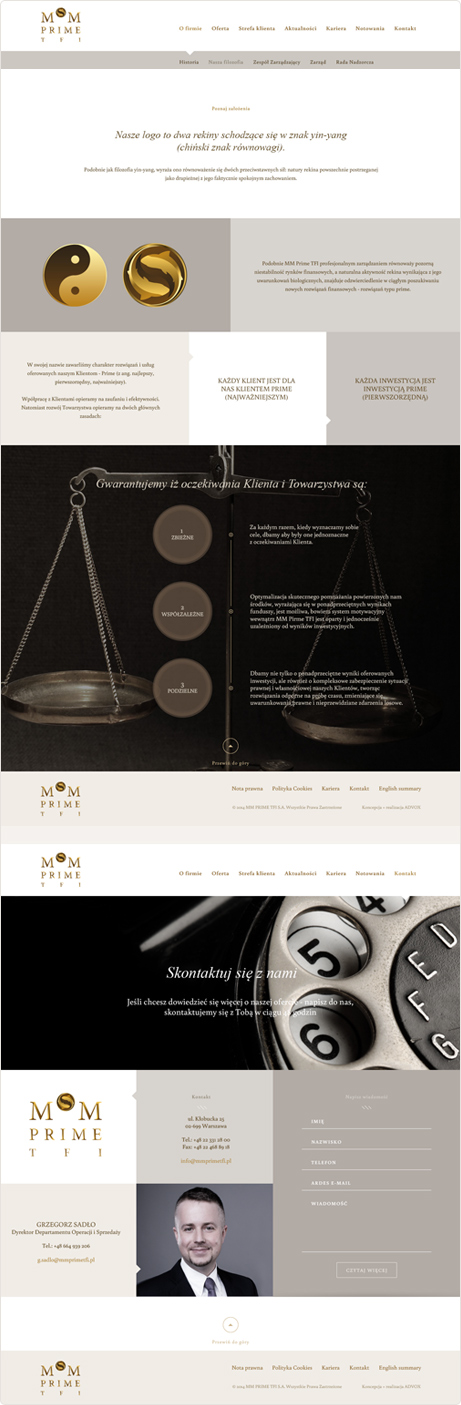 M S M
PRIME
T F I
O firmie Oferta Strefa klienta Aktualności Kariera Notowania Kontakt
Historia Nasza filozofia Zespół Zarządzający Zarząd Rada Nadzorcza
Poznaj założenia
Nasze logo to dwa rekiny schodzące się w znak yin-yang
(chiński znak równowagi).
Podobnie jak filozofia yin-yang, wyraża ono równoważenie się dwóch przeciwstawnych sił: natury rekina powszechnie postrzeganej
jako drapieżnej z jego faktycznie spokojnym zachowaniem.
Podobnie MM Prime TFI profesjonalnym zarządzaniem równoważy pozorną
niestabilność rynków finansowych, a naturalna aktywność rekina wynikająca z jego
uwarunkowań biologicznych, znajduje odzwierciedlenie w ciągłym poszukiwaniu
nowych rozwiązań finansowych - rozwiązań typu prime.
W swojej nazwie zawarliśmy charakter rozwiązań i usług
oferowanych naszym Klientom - Prime (z ang. najlepszy,
pierwszorzędny, najważniejszy).
Współpracę z Klientami opieramy na zaufaniu i efektywności.
Natomiast rozwój Towarzystwa opieramy na dwóch głównych
zasadach:
KAŻDY KLIENT JEST DLA
NAS KLIENTEM PRIME
(NAJWAŻNIEJSZYM)
KAŻDA INWESTYCJA JEST
INWESTYCJĄ PRIME
(PIERWSZORZĘDNĄ)
Gwarantujemy iż oczekiwania Klienta i Towarzystwa są:
1
ZBIEŻNE
Za każdym razem, kiedy wyznaczamy sobie
cele, dbamy aby były one jednoznaczne
z oczekiwaniami Klienta.
2
WSPÓŁZALEŻNE
Optymalizacja skutecznego pomnażania powierzonych nam
środków, wyrażająca się w ponadprzeciętnych wynikach
funduszy, jest możliwa, bowiem system motywacyjny
wewnątrz MM Pirme TFI jest oparty i jednocześnie
uzależniony od wyników inwestycyjnych.
3
PODZIELNE
Dbamy nie tylko o ponadprzeciętne wyniki oferowanych
inwestycji, ale również o kompleksowe zabezpieczenie sytuacji
prawnej i własnościowej naszych Klientów, tworząc
rozwiązania odporne na próbę czasu, zmieniające się
uwarunkowania prawne i nieprzewidziane zdarzenia losowe.
Przewiń do góry
M S M
PRIME
T F I
Nota prawna Polityka Cookies Kariera Kontakt English summary
© 2014 MM PRIME TFI S.A. Wszystkie Prawa Zastrzeżone Koncepcja + realizacja ADVOX
M S M
PRIME
T F I
O firmie Oferta Strefa klienta Aktualności Kariera Notowania Kontakt
Skontaktuj się z nami
Jeśli chcesz dowiedzieć się więcej o naszej ofercie - napisz do nas,
skontaktujemy się z Tobą w ciągu 48 godzin
4
5
6
D
E
F
G
M S M
PRIME
T F I
Kontakt
ul. Klobucka 25
02-699 Warszawa
Tel.: +48 22 331 28 00
Fax: +48 22 468 89 18
info@mmprimetfi.pl
Napisz wiadomość
IMIĘ
NAZWISKO
TELEFON
ARDES E-MAIL
WIADOMOŚĆ
CZYTAJ WIĘCEJ
GRZEGORZ SADŁO
Dyrektor Departamentu Operacji i Sprzedaży
Tel.: +48 664 939 206
g.sadlo@mmprimetfi.pl
Przewiń do góry
M S M
PRIME
T F I
Nota prawna Polityka Cookies Kariera Kontakt English summary
© 2014 MM PRIME TFI S.A. Wszystkie Prawa Zastrzeżone Koncepcja + realizacja ADVOX